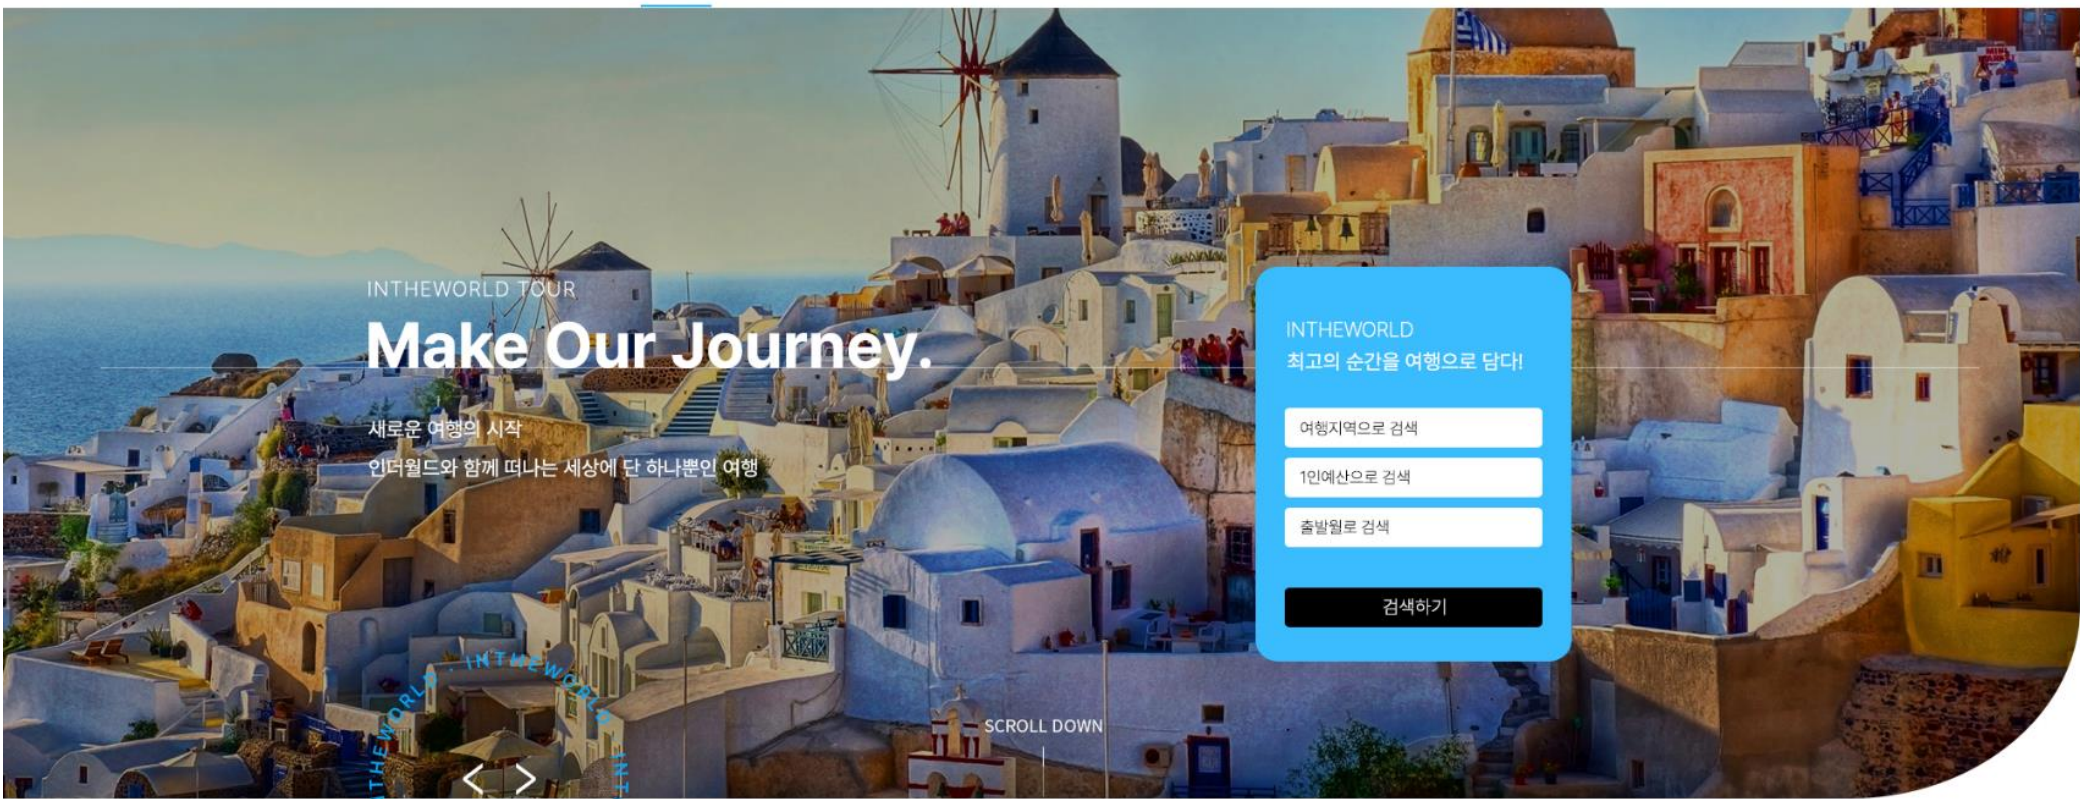 INTHEWORLD TOUR
Make Our Journey.
새로운 여행의 시작
인더월드와 함께 떠나는 세상에 단 하나뿐인 여행
INTHEWORLD
최고의 순간을 여행으로 담다!
여행지역으로 검색
1인예산으로 검색
출발월로 검색
검색하기
INTHEWORLD . INTHEWORLD . INT
SCROLL DOWN
< >